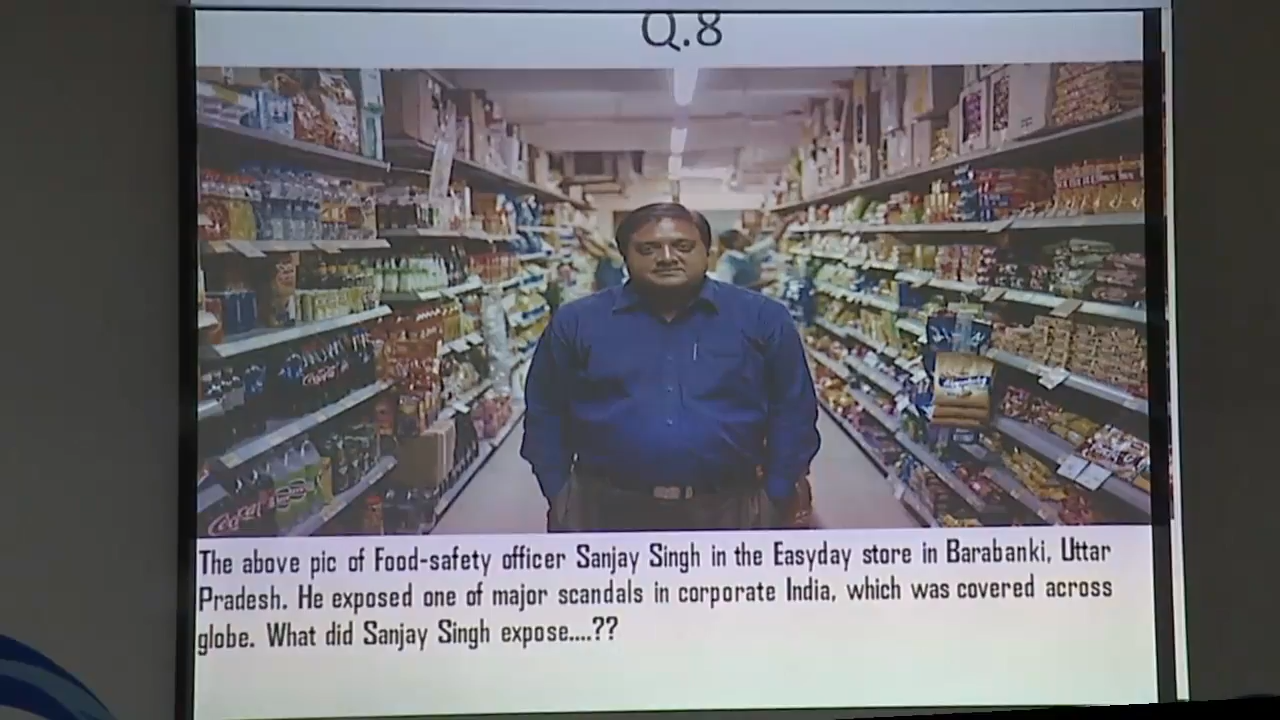 Q.8
The above pic of Food-safety officer Sanjay Singh in the Easyday store in Barabanki, Uttar
Pradesh. He exposed one of major scandals in corporate India, which was covered across
globe. What did Sanjay Singh expose....??